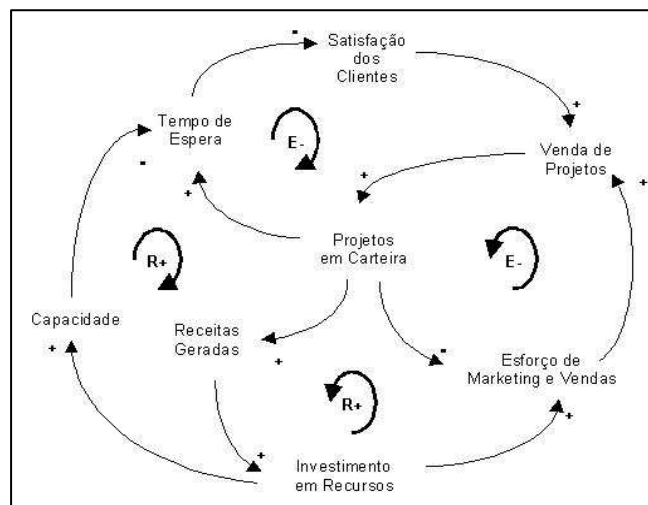 -
Satisfação
dos
Clientes
+
Tempo de
Espera
-
+
E-
+
Venda de
Projetos
+
Projetos
em Carteira
E-
R+
Capacidade
+
Receitas
Geradas
+
-
Esforço de
Marketing e Vendas
+
R+
+
Investimento
em Recursos